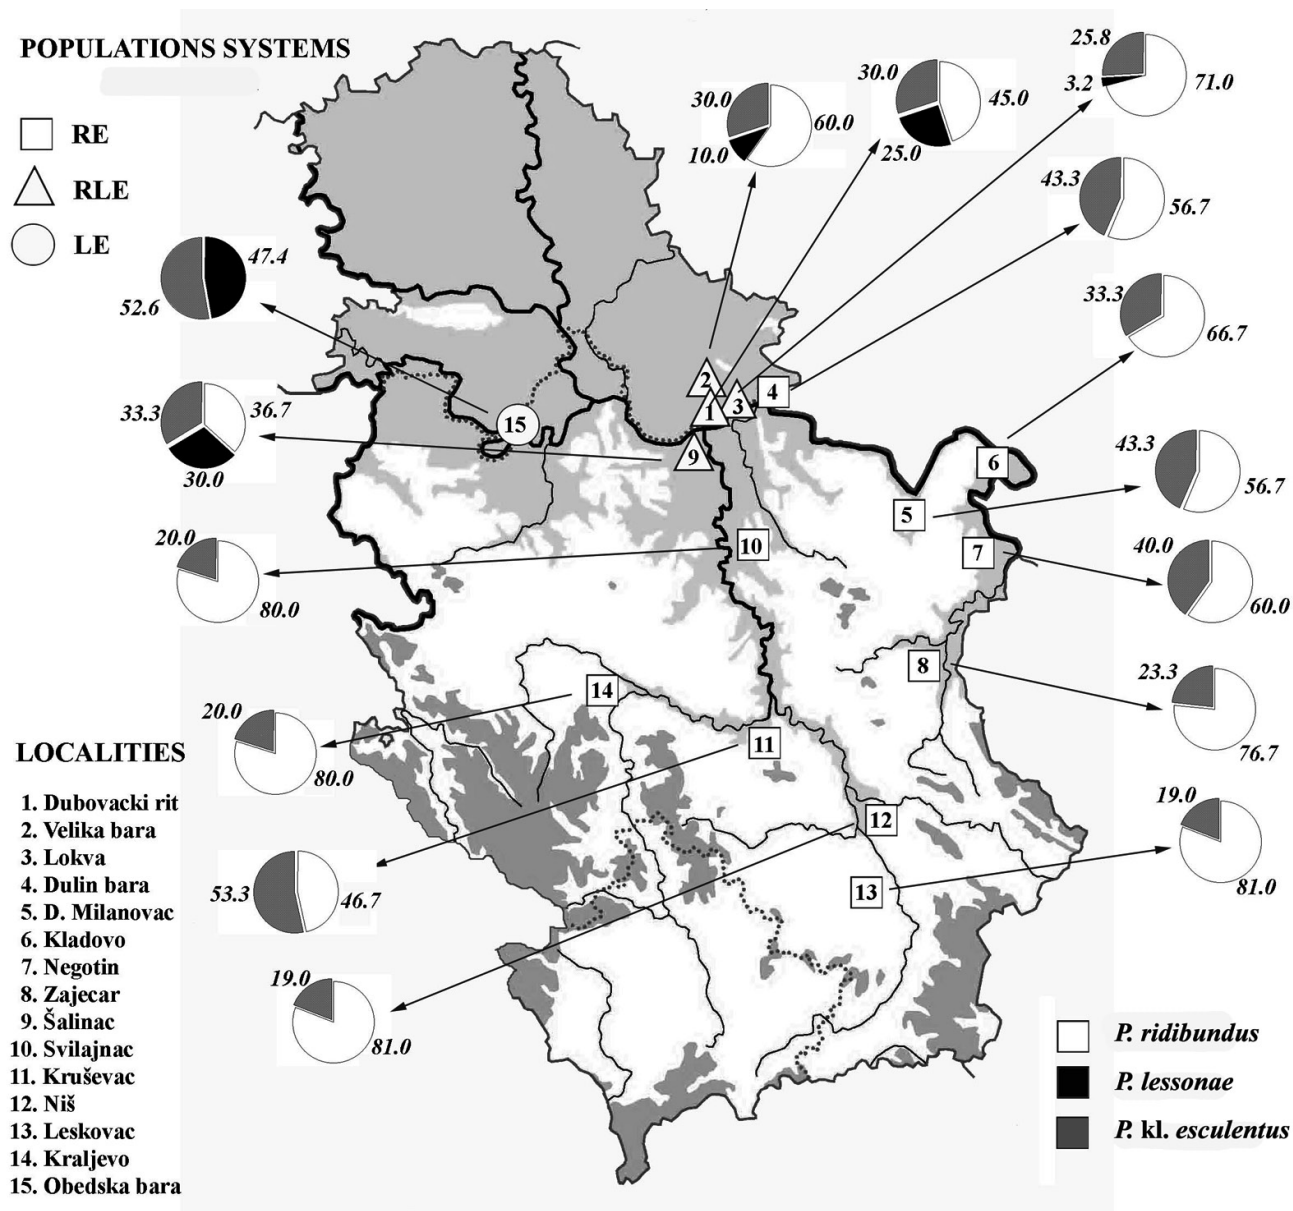 POPULATIONS SYSTEMS
RE
RLE
LE
30.0
60.0
10.0
30.0
45.0
25.0
25.8
3.2
71.0
43.3
56.7
33.3
66.7
43.3
56.7
40.0
60.0
23.3
76.7
19.0
81.0
47.4
52.6
33.3
36.7
30.0
20.0
80.0
20.0
80.0
53.3
46.7
19.0
81.0
2
1
3
4
15
9
6
5
10
7
8
14
11
12
13
LOCALITIES
1. Dubovacki rit
2. Velika bara
3. Lokva
4. Dulin bara
5. D. Milanovac
6. Kladovo
7. Negotin
8. Zajecar
9. Šalinac
10. Svilajnac
11. Kruševac
12. Niš
13. Leskovac
14. Kraljevo
15. Obedska bara
P. ridibundus
P. lessonae
P. kl. esculentus